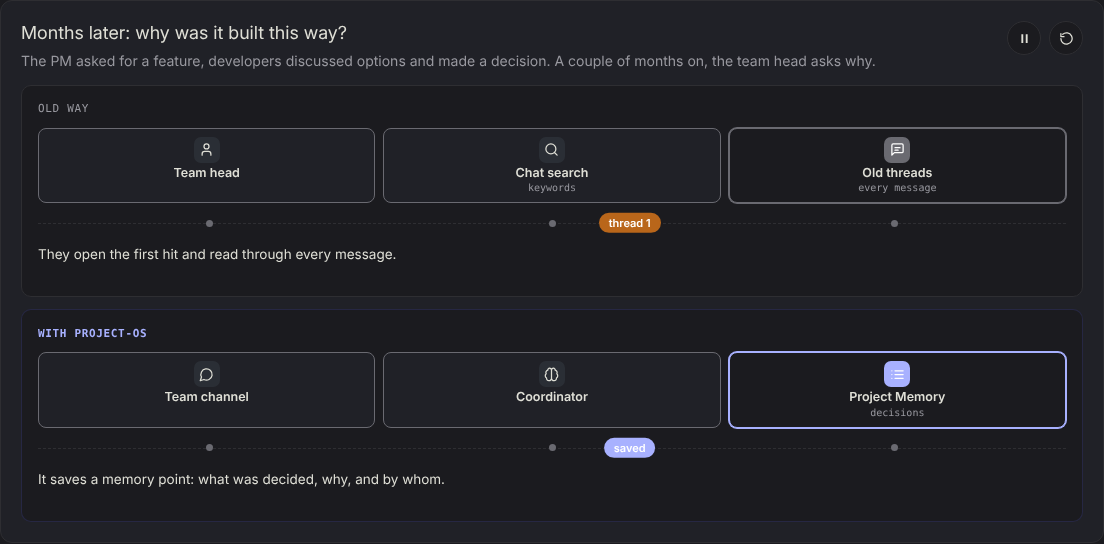 Months later: why was it built this way?
The PM asked for a feature, developers discussed options and made a decision. A couple of months on, the team head asks why.
OLD WAY
Team head
Chat search
keywords
Old threads
every message
thread 1
They open the first hit and read through every message.
WITH PROJECT-OS
Team channel
Coordinator
Project Memory
decisions
saved
It saves a memory point: what was decided, why, and by whom.